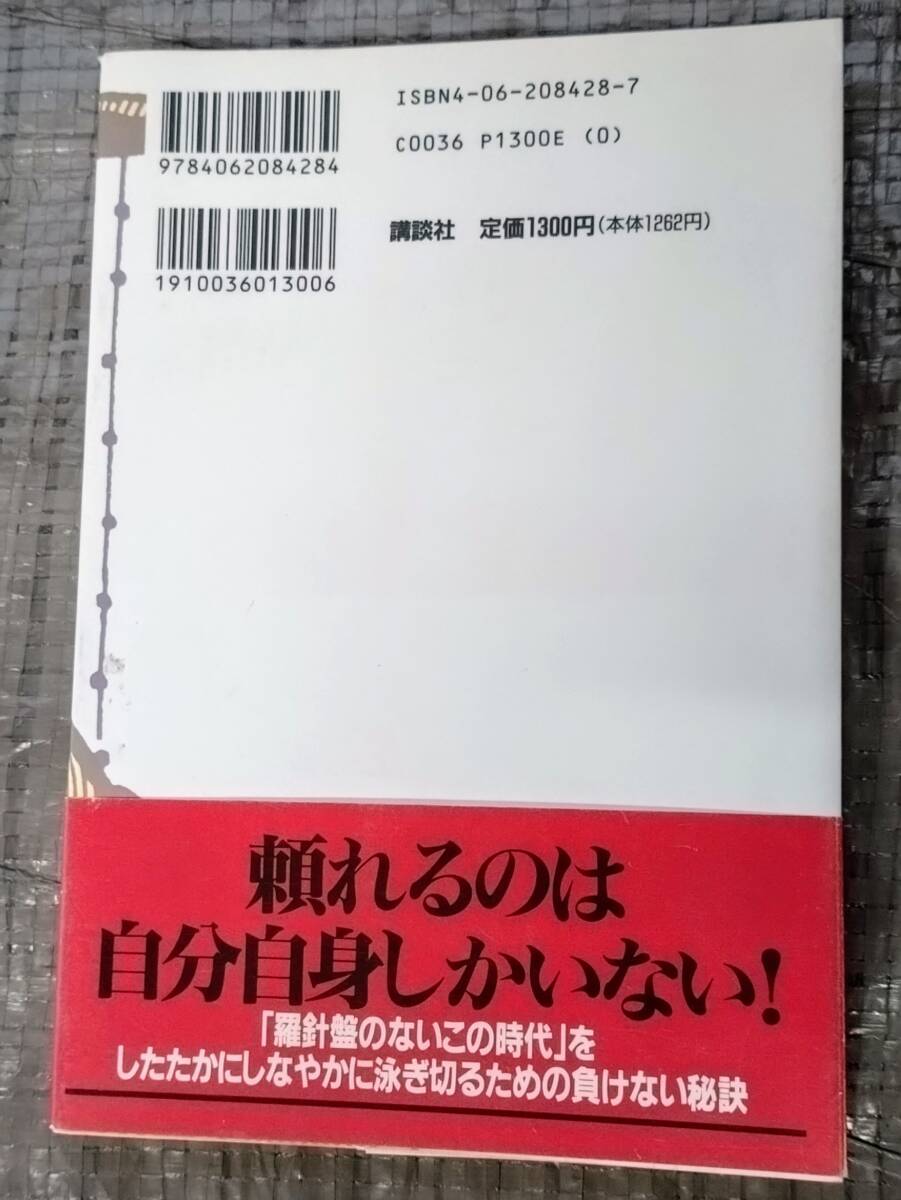 ISBN4-06-208428-7
C0036 P1300E (0)
9784062084284
講談社 定価1300円(本体1262円)
1910036013006
頼れるのは
自分自身しかいない!
「羅針盤のないこの時代」を
したたかにしなやかに泳ぎ切るための負けない秘訣